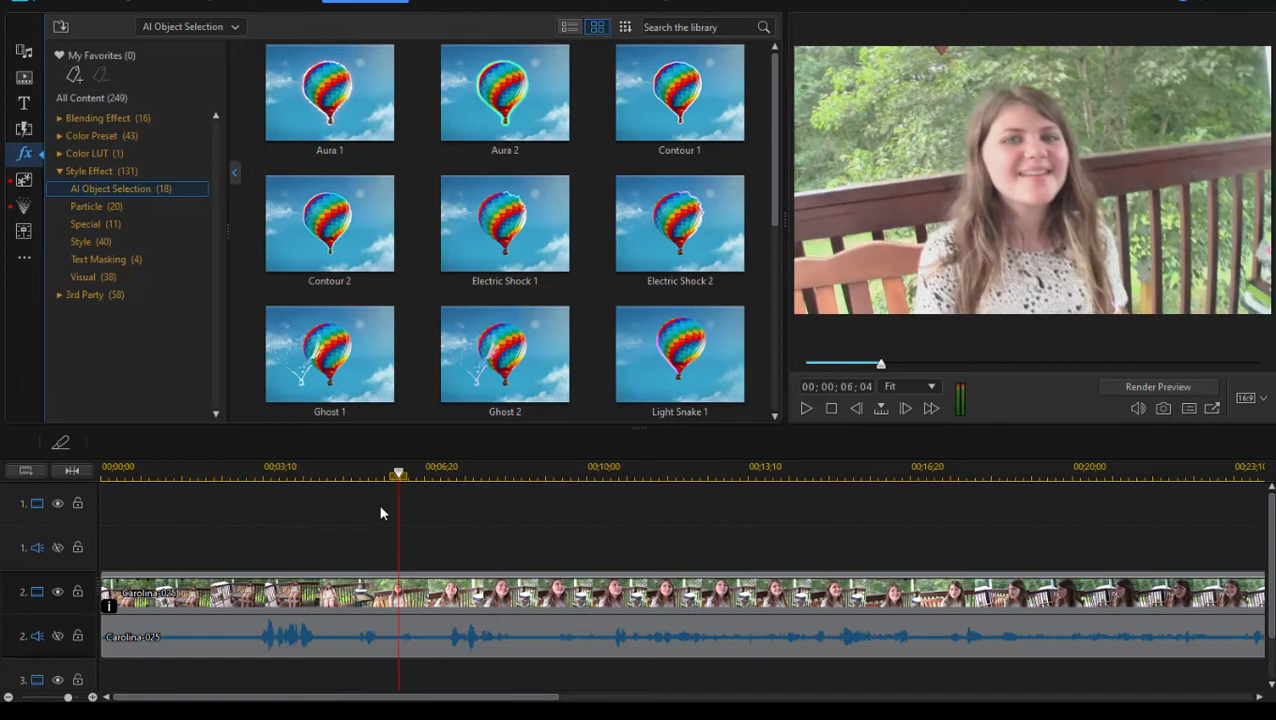 AI Object Selection
Search the library
My Favorites (0)
All Content (249)
Blending Effect (16)
Color Preset (43)
Color LUT (1)
Style Effect (131)
AI Object Selection (18)
Particle (20)
Special (11)
Style (40)
Text Masking (4)
Visual (38)
3rd Party (58)
Aura 1
Aura 2
Contour 1
Contour 2
Electric Shock 1
Electric Shock 2
Ghost 1
Ghost 2
Light Snake 1
00; 00; 06; 04
Fit
Render Preview
16:9
00;00;00
00;03;10
00;06;20
00;10;00
00;13;10
00;16;20
00;20;00
00;23;10
1.
1.
2.
Carolina-025
2.
Carolina-025
3.